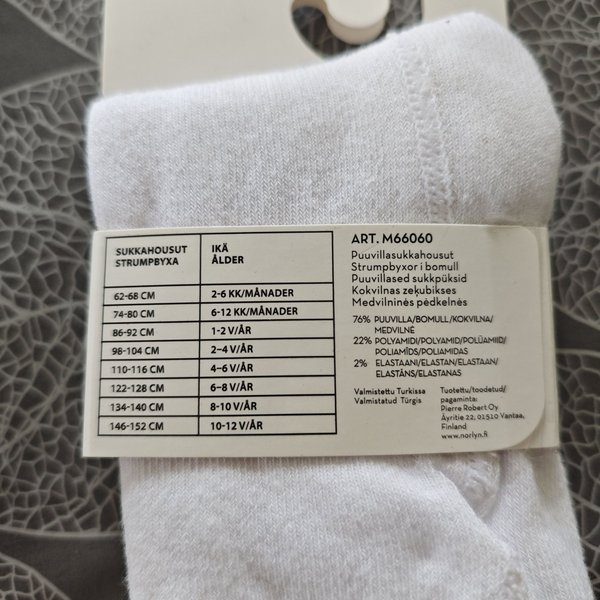 SUKKAHOUSUT
STRUMPBYXA
IKÄ
ÅLDER
62-68 CM 2-6 KK/MÅNADER
74-80 CM 6-12 KK/MÅNADER
86-92 CM 1-2 V/ÅR
98-104 CM 2-4 V/ÅR
110-116 CM 4-6 V/ÅR
122-128 CM 6-8 V/ÅR
134-140 CM 8-10 V/ÅR
146-152 CM 10-12 V/ÅR
ART. M66060
Puuvillasukkahousut
Strumpbyxor i bomull
Puuvillased sukkpüksid
Kokvilnas zeķubikses
Medvilninės pėdkelnės
76% PUUVILLA/BOMULL/KOKVILNA/
MEDVILNĖ
22% POLYAMIDI/POLYAMID/POLÜAMIID/
POLIAMĪDS/POLIAMIDAS
2% ELASTAANI/ELASTAN/ELASTAAN/
ELASTĀNS/ELASTANAS
Valmistettu Turkissa
Valmistatud Türgis
Tuotettu/toodetud/
pagaminta:
Pierre Robert Oy
Äyritie 22, 01510 Vantaa,
Finland
www.norlyn.fi